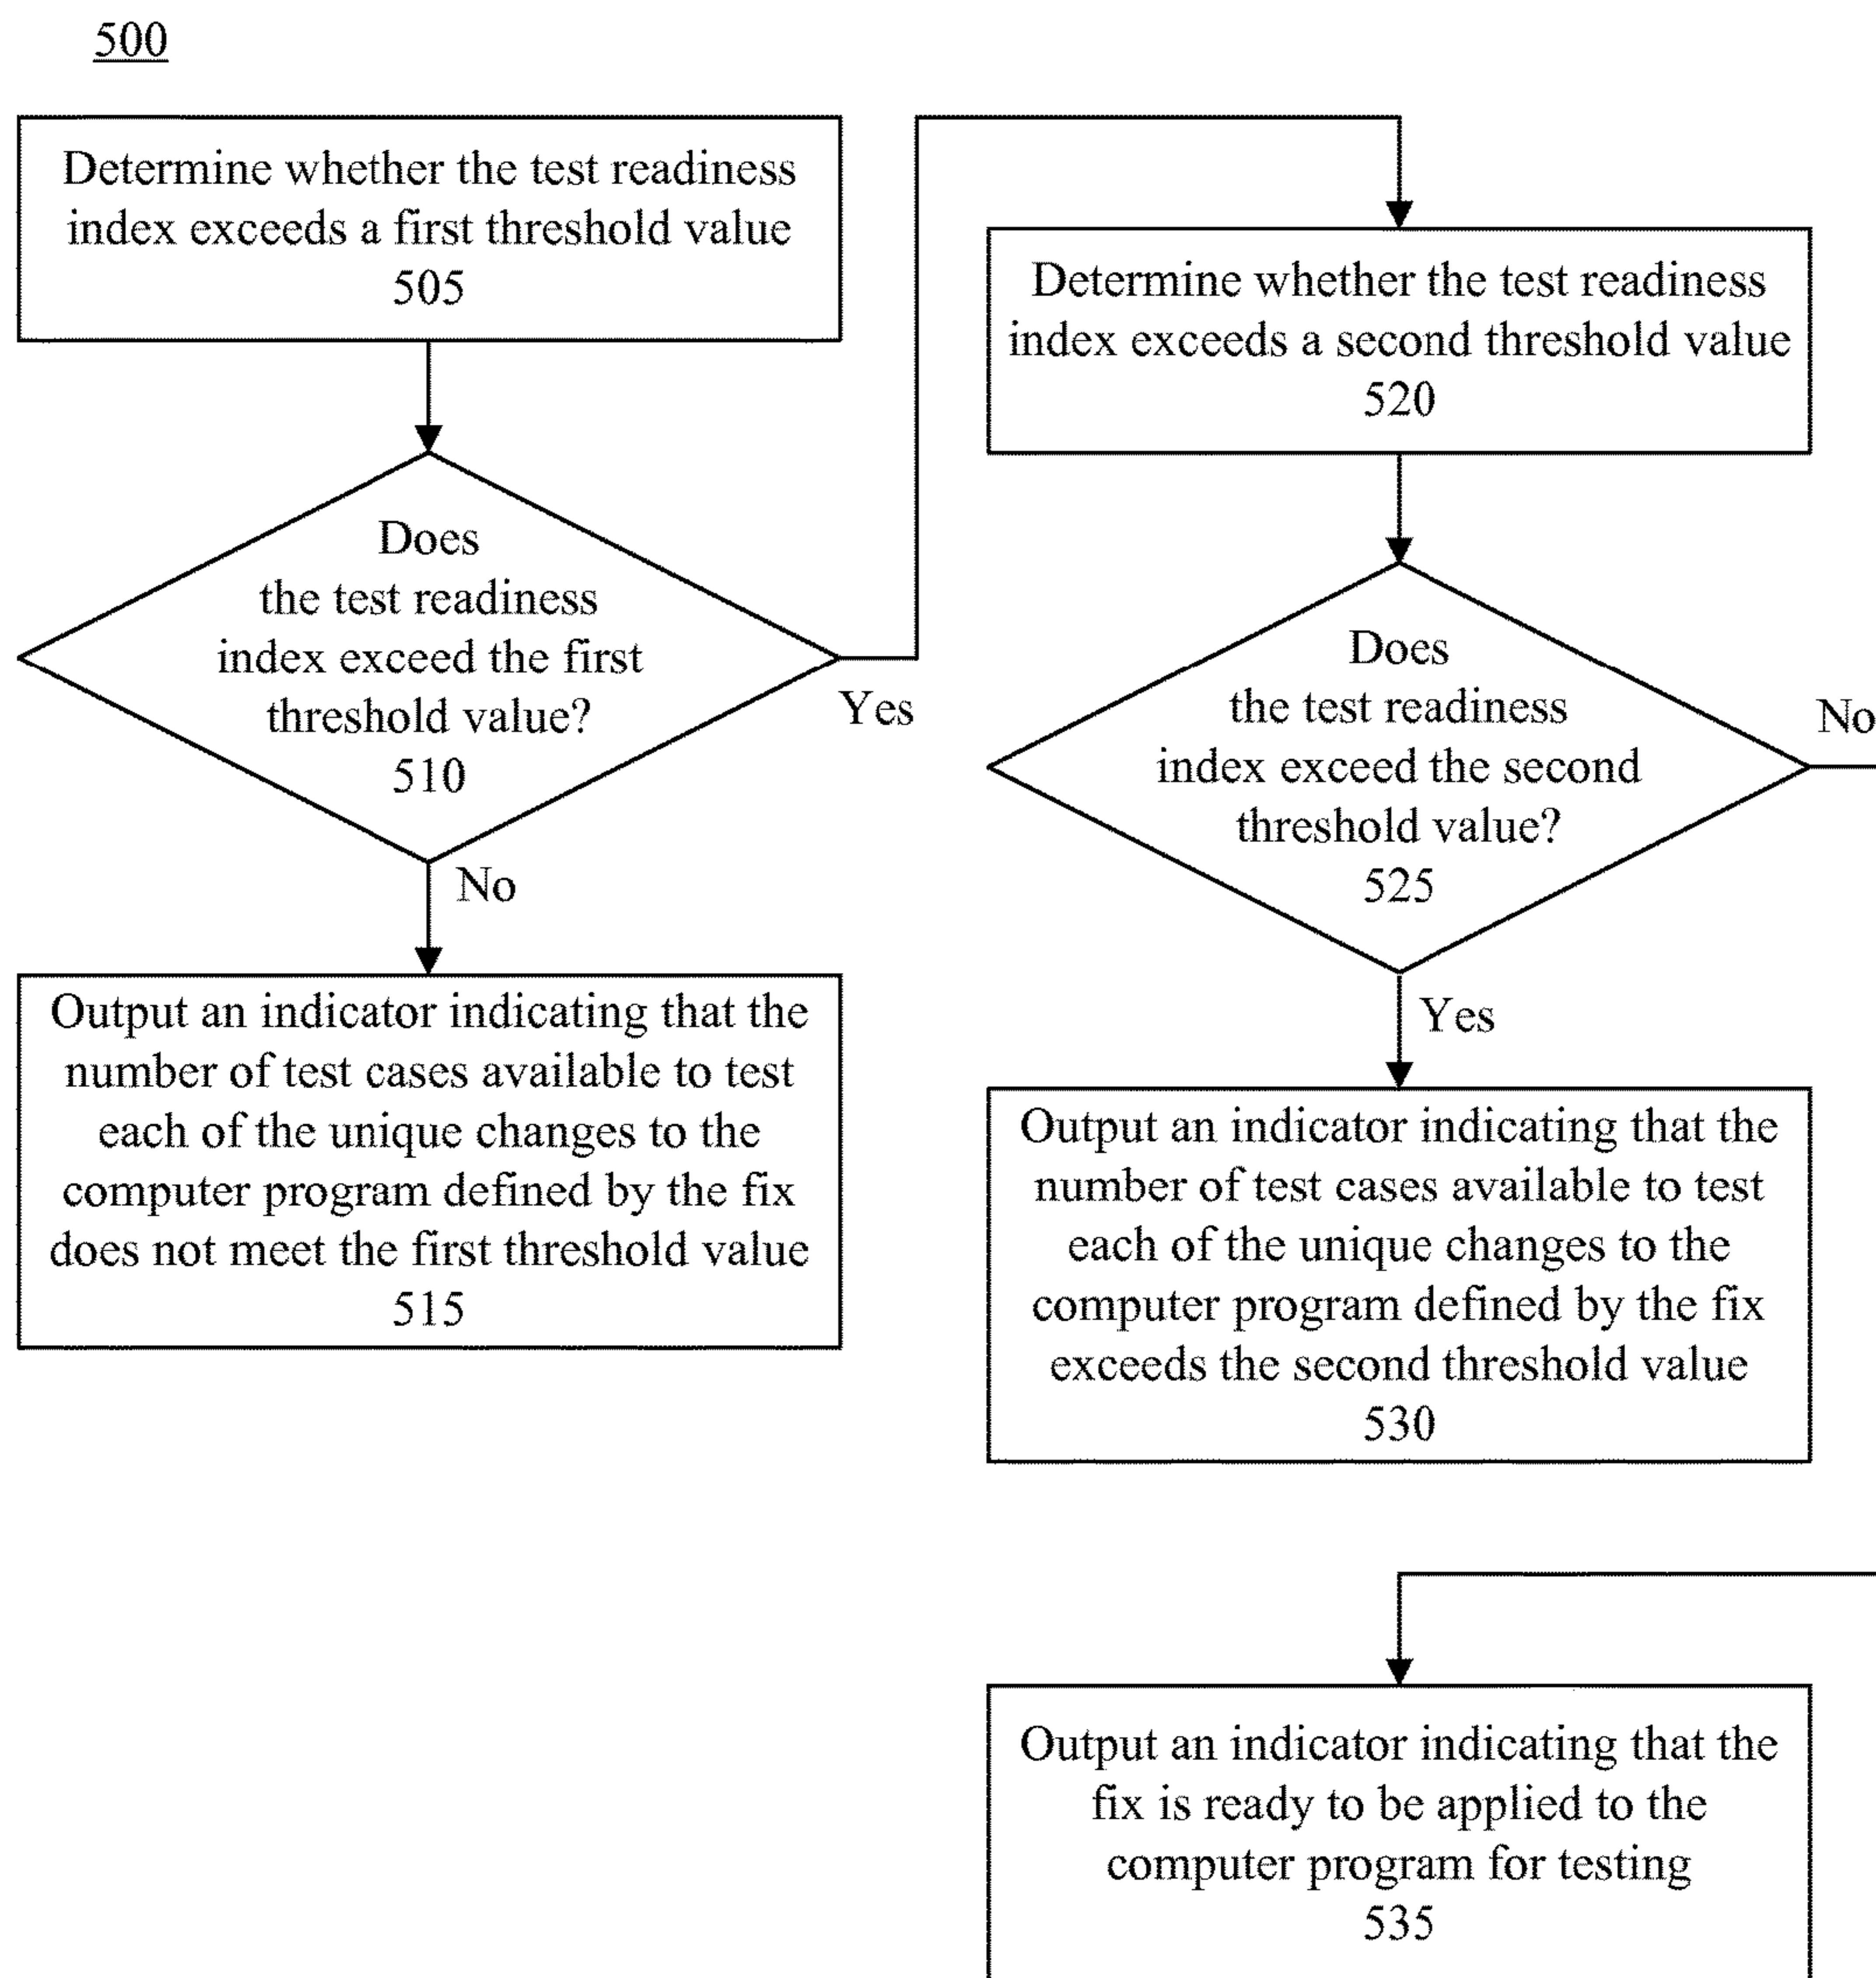 500
Determine whether the test readiness
index exceeds a first threshold value
505
Does
the test readiness
index exceed the first
threshold value?
510
Yes
No
Output an indicator indicating that the
number of test cases available to test
each of the unique changes to the
computer program defined by the fix
does not meet the first threshold value
515
Determine whether the test readiness
index exceeds a second threshold value
520
Does
the test readiness
index exceed the second
threshold value?
525
No
Yes
Output an indicator indicating that the
number of test cases available to test
each of the unique changes to the
computer program defined by the fix
exceeds the second threshold value
530
Output an indicator indicating that the
fix is ready to be applied to the
computer program for testing
535